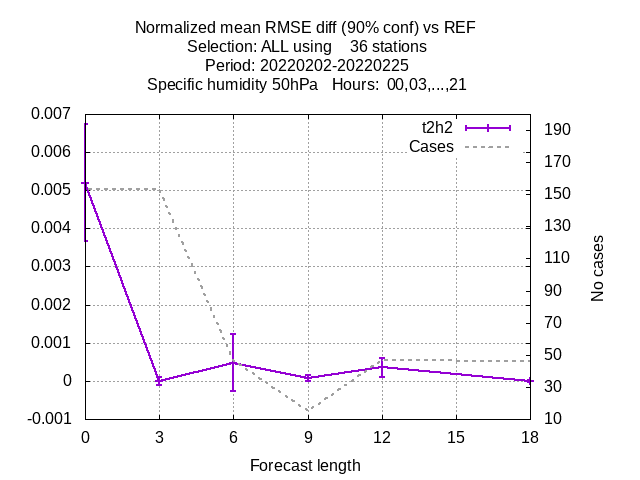 Normalized mean RMSE diff (90% conf) vs REF
Selection: ALL using    36 stations
Period: 20220202-20220225
Specific humidity 50hPa   Hours:  00,03,...,21
0.007
0.006
0.005
0.004
0.003
0.002
0.001
0
-0.001
t2h2
Cases
190
170
150
130
110
90
70
50
30
10
No cases
0 3 6 9 12 15 18
Forecast length